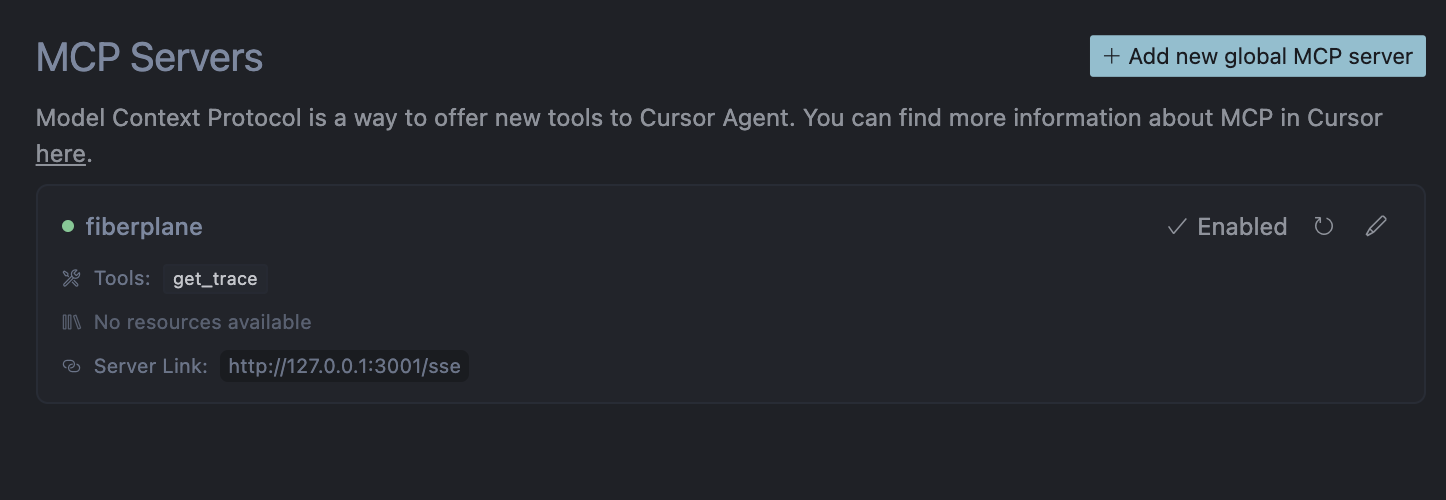 MCP Servers
+ Add new global MCP server
Model Context Protocol is a way to offer new tools to Cursor Agent. You can find more information about MCP in Cursor
here.
fiberplane
Enabled
Tools: get_trace
No resources available
Server Link: http://127.0.0.1:3001/sse